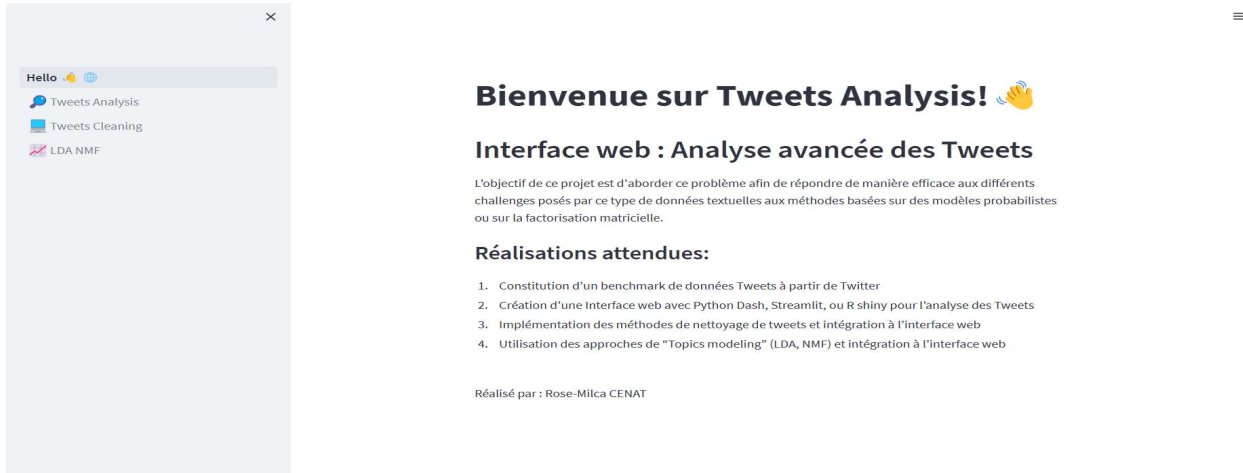 Hello 👋 🌐
🔎 Tweets Analysis
💻 Tweets Cleaning
📈 LDA NMF
Bienvenue sur Tweets Analysis! 👋
Interface web : Analyse avancée des Tweets
L'objectif de ce projet est d'aborder ce problème afin de répondre de manière efficace aux différents
challenges posés par ce type de données textuelles aux méthodes basées sur des modèles probabilistes
ou sur la factorisation matricielle.
Réalisations attendues:
1. Constitution d'un benchmark de données Tweets à partir de Twitter
2. Création d'une Interface web avec Python Dash, Streamlit, ou R shiny pour l'analyse des Tweets
3. Implémentation des méthodes de nettoyage de tweets et intégration à l'interface web
4. Utilisation des approches de “Topics modeling” (LDA, NMF) et intégration à l'interface web
Réalisé par : Rose-Milca CENAT